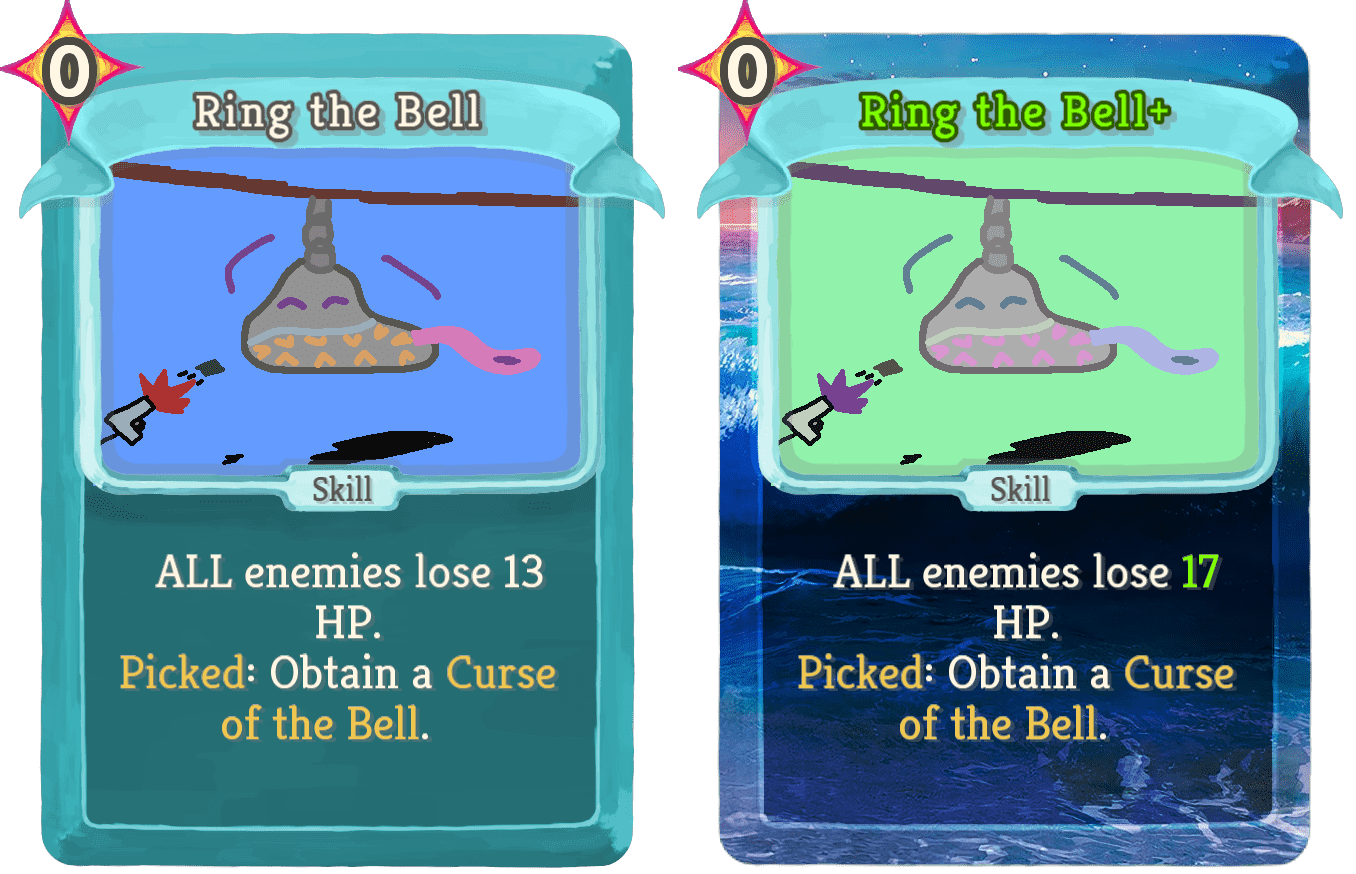 0
Ring the Bell
Skill
ALL enemies lose 13
HP.
Picked: Obtain a Curse
of the Bell.
0
Ring the Bell+
Skill
ALL enemies lose 17
HP.
Picked: Obtain a Curse
of the Bell.